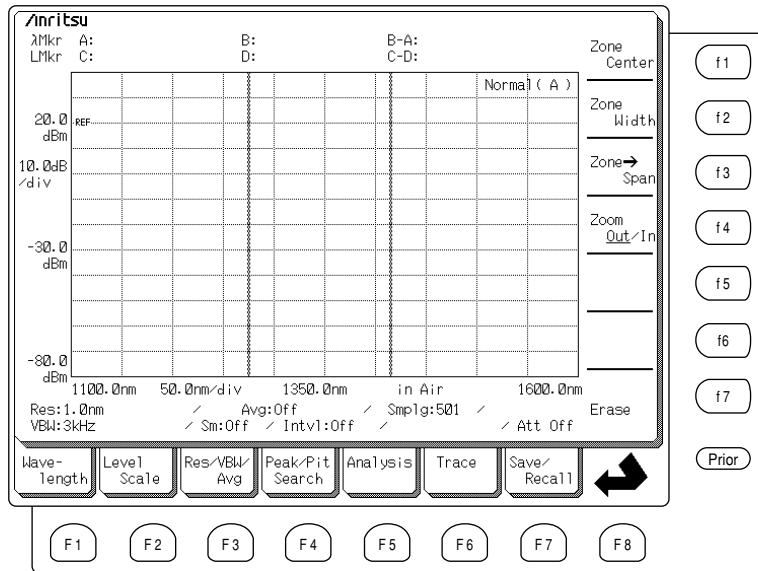 Anritsu
λMkr A: B: B-A:
LMkr C: D: C-D:
Normal ( A )
20.0
dBm
REF
10.0dB
/div
-30.0
dBm
-80.0
dBm
1100.0nm 50.0nm/div 1350.0nm in Air 1600.0nm
Res:1.0nm / Avg:Off / Smplg:501 /
VBW:3kHz / Sm:Off / Intvl:Off / / Att Off
Zone
Center
Zone
Width
Zone→
Span
Zoom
Out/In
Erase
f1
f2
f3
f4
f5
f6
f7
Prior
Wave-
length
Level
Scale
Res/VBW/
Avg
Peak/Pit
Search
Analysis
Trace
Save/
Recall
F1 F2 F3 F4 F5 F6 F7 F8